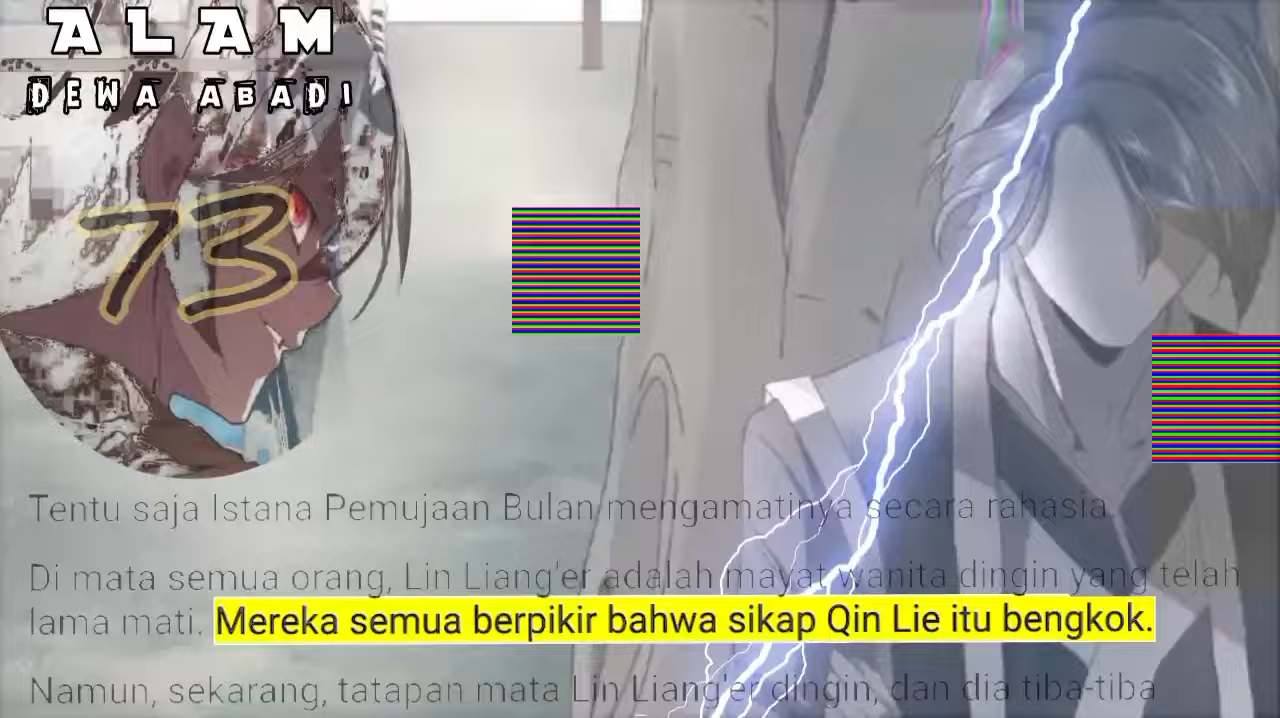 ALAM
DEWA ABADI
73
Tentu saja Istana Pemujaan Bulan mengamatinya secara rahasia
Di mata semua orang, Lin Liang'er adalah mayat wanita dingin yang telah
lama mati. Mereka semua berpikir bahwa sikap Qin Lie itu bengkok.
Namun, sekarang, tatapan mata Lin Liang'er dingin, dan dia tiba-tiba